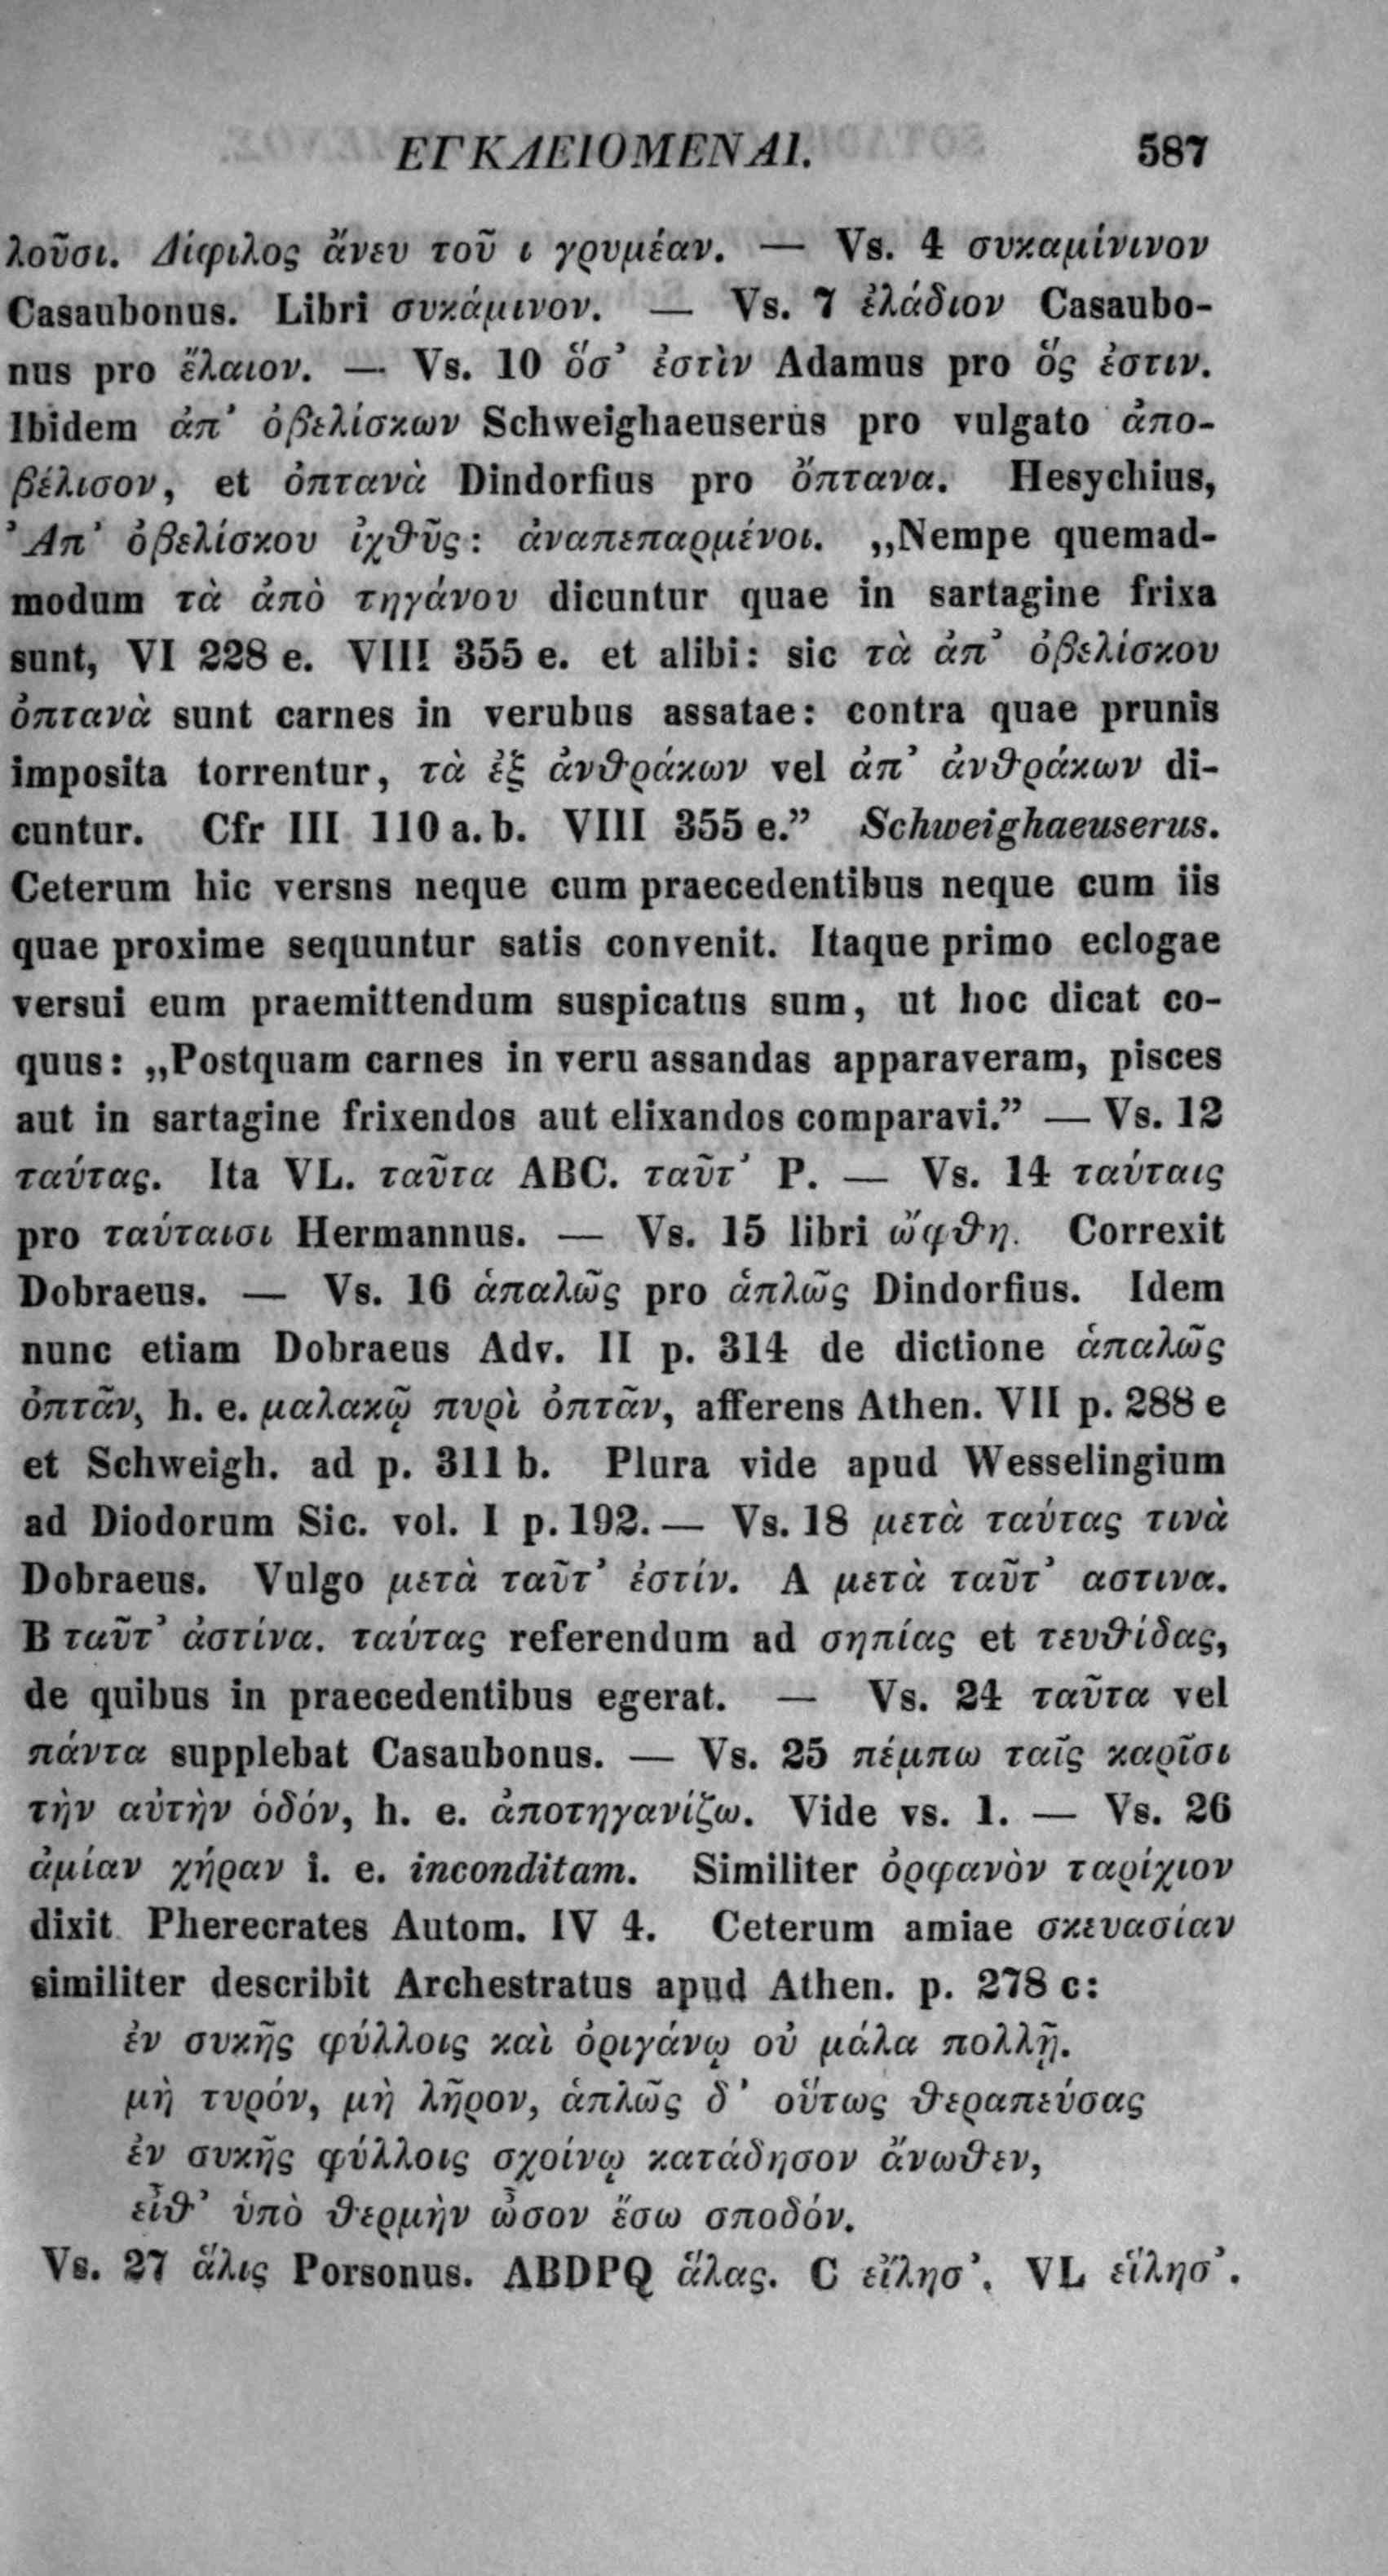 ΕΓΚΛΕΙΟΜΕΝΑΙ. 587
λοῦσι. Δίφιλος ἄνευ τοῦ ι γρυμέαν. — Vs. 4 συκαμίνινον
Casaubonus. Libri συκάμινον. — Vs. 7 ἐλάδιον Casaubo-
nus pro ἔλαιον. — Vs. 10 ὅσ’ ἐστὶν Adamus pro ὅς ἐστιν.
Ibidem ἀπ’ ὀβελίσκων Schweighaeuserus pro vulgato ἀπο-
βέλισον, et ὀπτανὰ Dindorfius pro ὄπτανα. Hesychius,
’Απ’ ὀβελίσκου ἰχθῦς: ἀναπεπαρμένοι. „Nempe quemad-
modum τὰ ἀπὸ τηγάνου dicuntur quae in sartagine frixa
sunt, VI 228 e. VIII 355 e. et alibi: sic τὰ ἀπ’ ὀβελίσκου
ὀπτανὰ sunt carnes in verubus assatae: contra quae prunis
imposita torrentur, τὰ ἐξ ἀνθράκων vel ἀπ’ ἀνθράκων di-
cuntur. Cfr III 110 a. b. VIII 355 e.” Schweighaeuserus.
Ceterum hic versns neque cum praecedentibus neque cum iis
quae proxime sequuntur satis convenit. Itaque primo eclogae
versui eum praemittendum suspicatus sum, ut hoc dicat co-
quus: „Postquam carnes in veru assandas apparaveram, pisces
aut in sartagine frixendos aut elixandos comparavi.” — Vs. 12
ταύτας. Ita VL. ταῦτα ABC. ταῦτ’ P. — Vs. 14 ταύταις
pro ταύταισι Hermannus. — Vs. 15 libri ὤφθη. Correxit
Dobraeus. — Vs. 16 ἁπαλῶς pro ἁπλῶς Dindorfius. Idem
nunc etiam Dobraeus Adv. II p. 314 de dictione ἁπαλῶς
ὀπτᾶν, h. e. μαλακῷ πυρὶ ὀπτᾶν, afferens Athen. VII p. 288 e
et Schweigh. ad p. 311 b. Plura vide apud Wesselingium
ad Diodorum Sic. vol. I p. 192. — Vs. 18 μετὰ ταύτας τινὰ
Dobraeus. Vulgo μετὰ ταῦτ’ ἐστίν. A μετὰ ταῦτ’ αστινα.
B ταῦτ’ ἀστίνα. ταύτας referendum ad σηπίας et τευθίδας,
de quibus in praecedentibus egerat. — Vs. 24 ταῦτα vel
πάντα supplebat Casaubonus. — Vs. 25 πέμπω ταῖς καρῖσι
τὴν αὐτὴν ὁδόν, h. e. ἀποτηγανίζω. Vide vs. 1. — Vs. 26
ἀμίαν χήραν i. e. inconditam. Similiter ὀρφανὸν ταρίχιον
dixit Pherecrates Autom. IV 4. Ceterum amiae σκευασίαν
similiter describit Archestratus apud Athen. p. 278 c:
ἐν συκῆς φύλλοις καὶ ὀριγάνῳ οὐ μάλα πολλῇ.
μὴ τυρόν, μὴ λῆρον, ἁπλῶς δ’ οὕτως θεραπεύσας
ἐν συκῆς φύλλοις σχοίνῳ κατάδησον ἄνωθεν,
εἶθ’ ὑπὸ θερμὴν ὦσον ἔσω σποδόν.
Vs. 27 ἅλις Porsonus. ABDPQ ἅλας. C εἴλησ’. VL εἵλησ’.